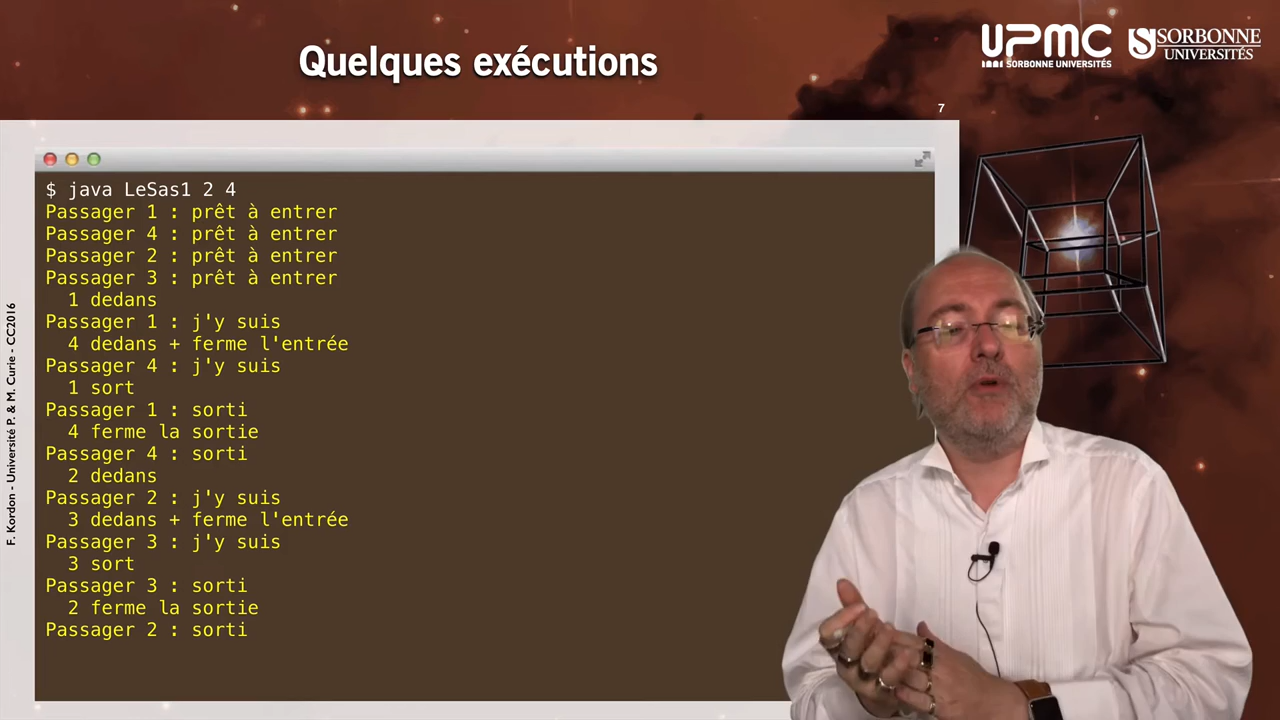 Quelques exécutions
UPMC
SORBONNE UNIVERSITÉS
SORBONNE
UNIVERSITÉS
7
$ java LeSas1 2 4
Passager 1 : prêt à entrer
Passager 4 : prêt à entrer
Passager 2 : prêt à entrer
Passager 3 : prêt à entrer
1 dedans
Passager 1 : j'y suis
4 dedans + ferme l'entrée
Passager 4 : j'y suis
1 sort
Passager 1 : sorti
4 ferme la sortie
Passager 4 : sorti
2 dedans
Passager 2 : j'y suis
3 dedans + ferme l'entrée
Passager 3 : j'y suis
3 sort
Passager 3 : sorti
2 ferme la sortie
Passager 2 : sorti
F. Kordon - Université P. & M. Curie - CC2016